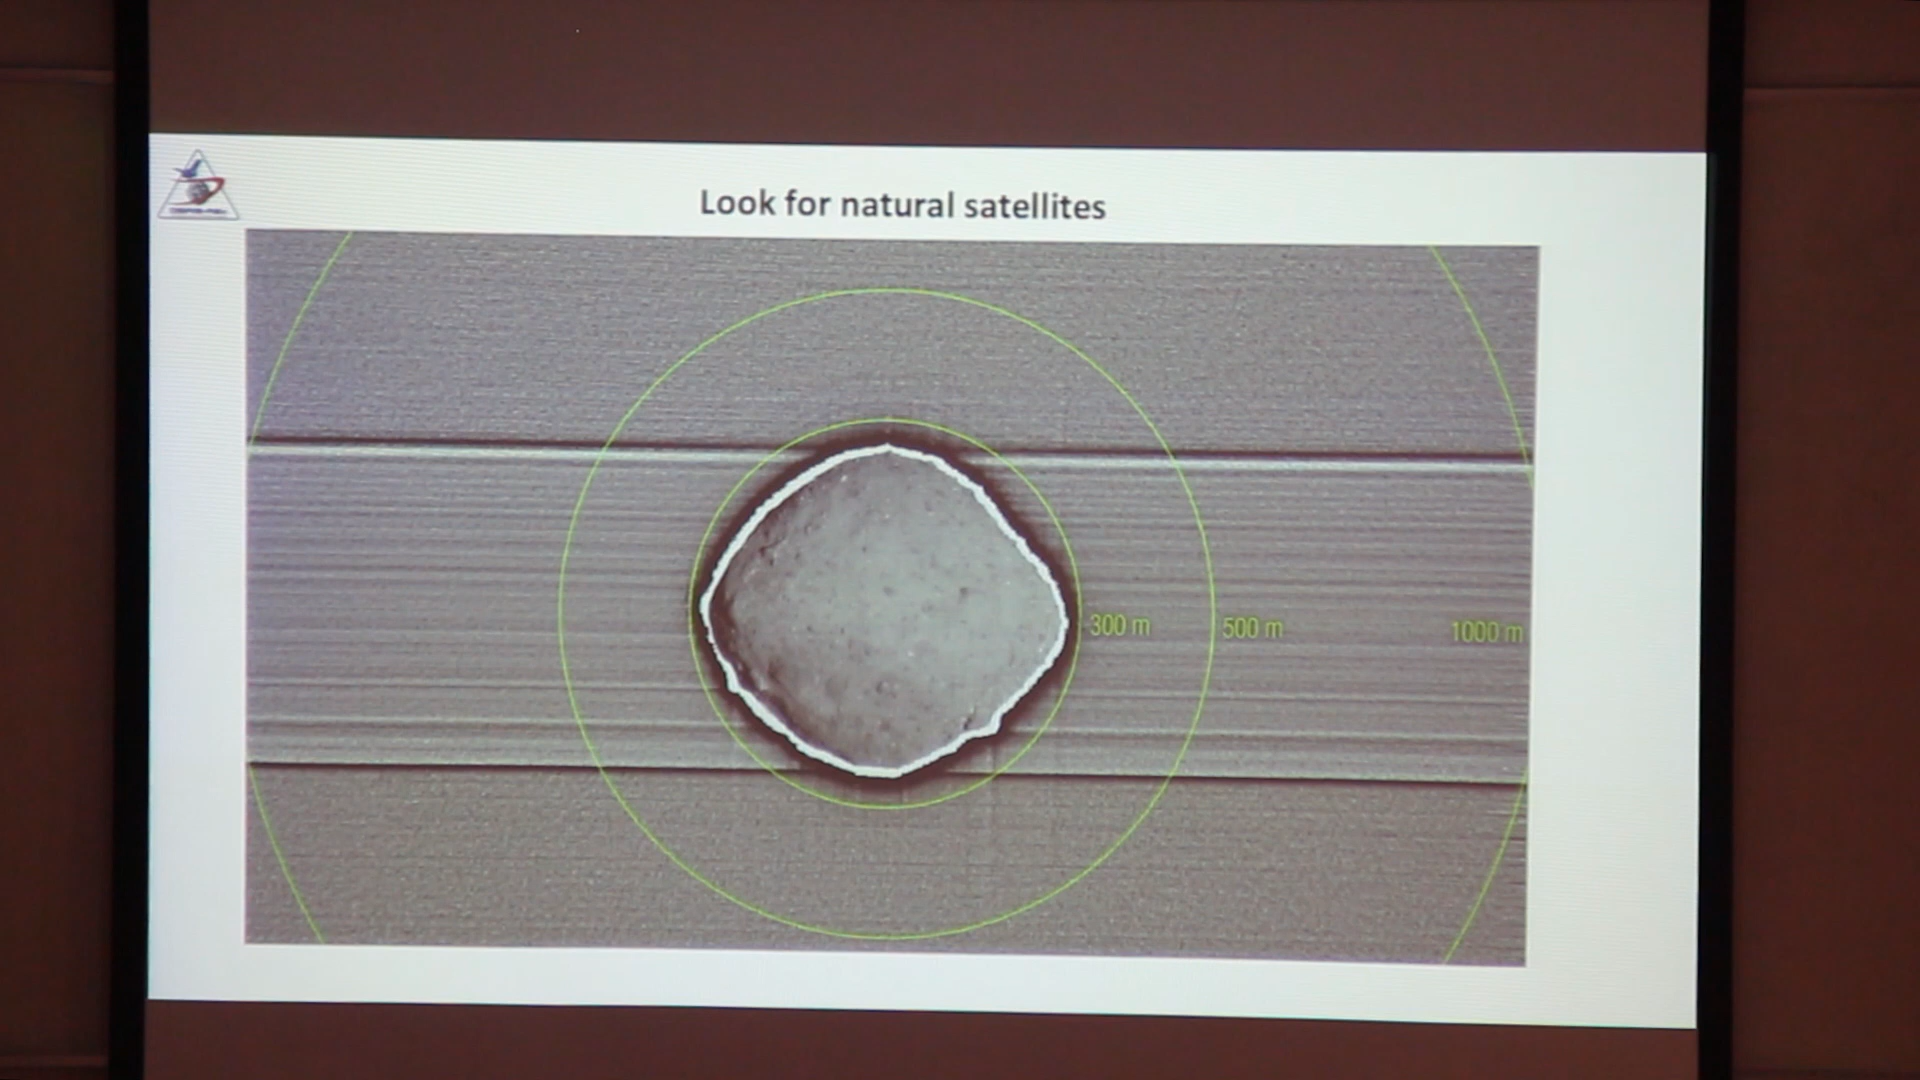 Look for natural satellites
300 m
500 m
1000 m